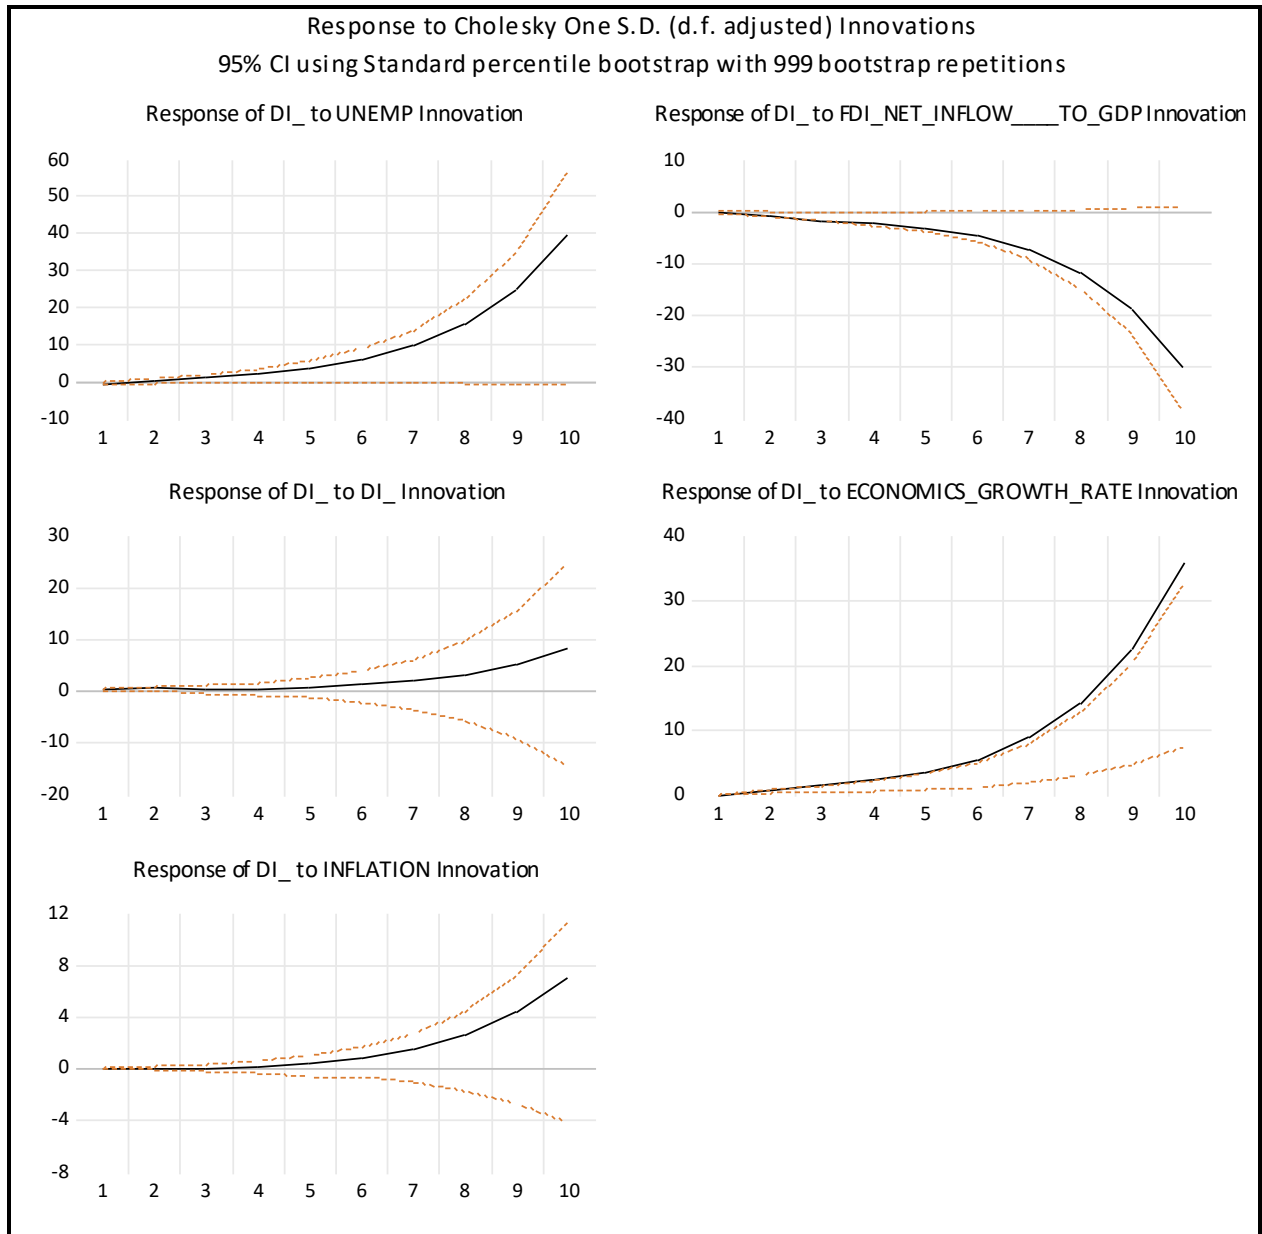 Response to Cholesky One S.D. (d.f. adjusted) Innovations
95% CI using Standard percentile bootstrap with 999 bootstrap repetitions
Response of DI_ to UNEMP Innovation
60
50
40
30
20
10
0
-10
1 2 3 4 5 6 7 8 9 10
Response of DI_ to FDI_NET_INFLOW____TO_GDP Innovation
10
0
-10
-20
-30
-40
1 2 3 4 5 6 7 8 9 10
Response of DI_ to DI_ Innovation
30
20
10
0
-10
-20
1 2 3 4 5 6 7 8 9 10
Response of DI_ to ECONOMICS_GROWTH_RATE Innovation
40
30
20
10
0
1 2 3 4 5 6 7 8 9 10
Response of DI_ to INFLATION Innovation
12
8
4
0
-4
-8
1 2 3 4 5 6 7 8 9 10